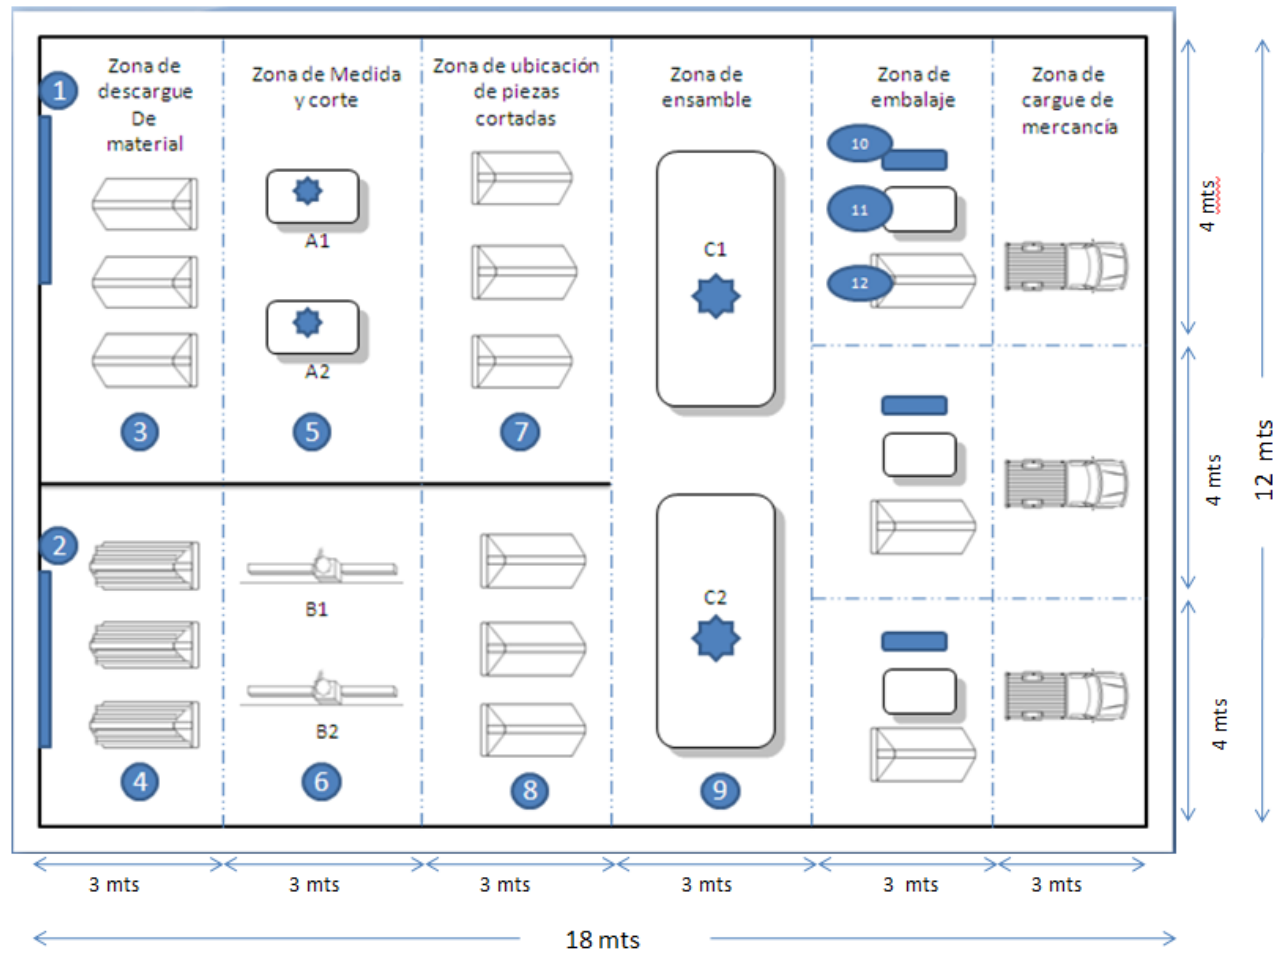 1
Zona de
descargue
De
material
Zona de Medida
y corte
Zona de ubicación
de piezas
cortadas
Zona de
ensamble
Zona de
embalaje
Zona de
cargue de
mercancía
10
11
12
A1
A2
C1
3
5
7
4 mts
4 mts
12 mts
2
B1
B2
C2
4
6
8
9
4 mts
3 mts
3 mts
3 mts
3 mts
3 mts
3 mts
18 mts